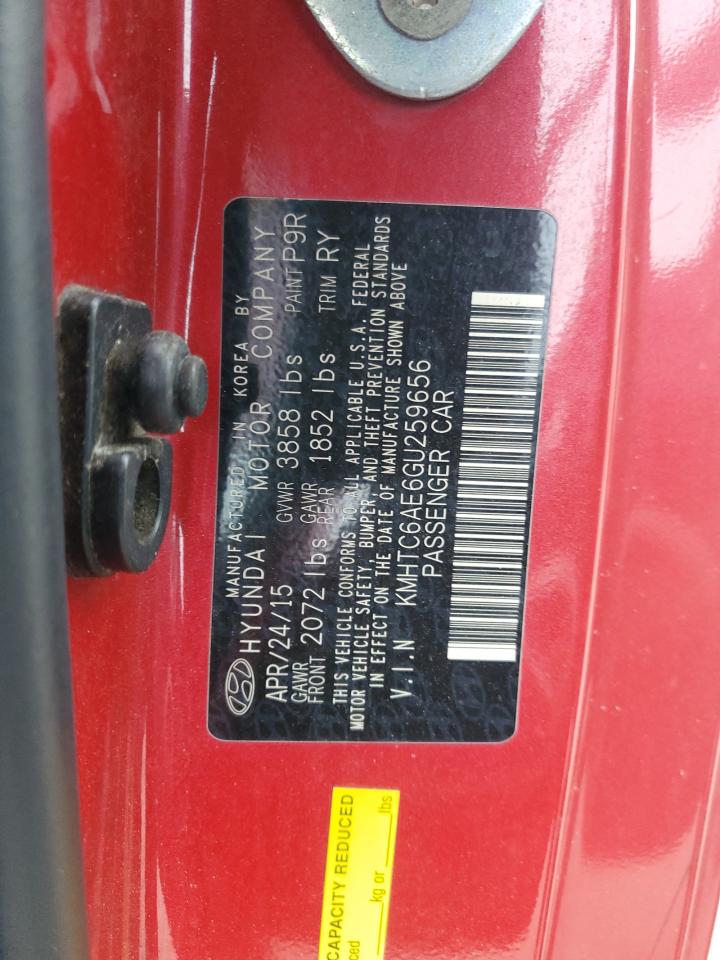 MANUFACTURED IN KOREA BY
HYUNDAI MOTOR COMPANY
APR/24/15 GVWR 3858 lbs PAINT P9R
GAWR FRONT 2072 lbs GAWR REAR 1852 lbs TRIM RY
THIS VEHICLE CONFORMS TO ALL APPLICABLE U.S.A. FEDERAL
MOTOR VEHICLE SAFETY, BUMPER, AND THEFT PREVENTION STANDARDS
IN EFFECT ON THE DATE OF MANUFACTURE SHOWN ABOVE
V.I.N KMHTC6AE6GU259656
PASSENGER CAR
CAPACITY REDUCED
kg or lbs